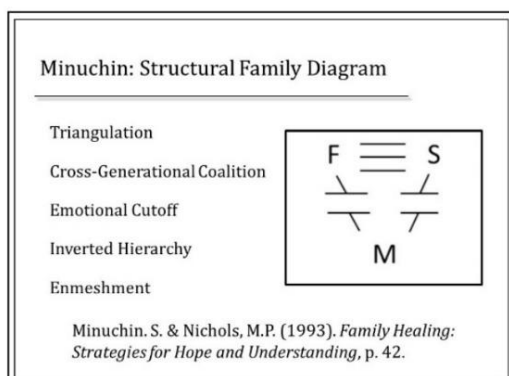 Minuchin: Structural Family Diagram
Triangulation
Cross-Generational Coalition
Emotional Cutoff
Inverted Hierarchy
Enmeshment
F S
M
Minuchin. S. & Nichols, M.P. (1993). Family Healing:
Strategies for Hope and Understanding, p. 42.